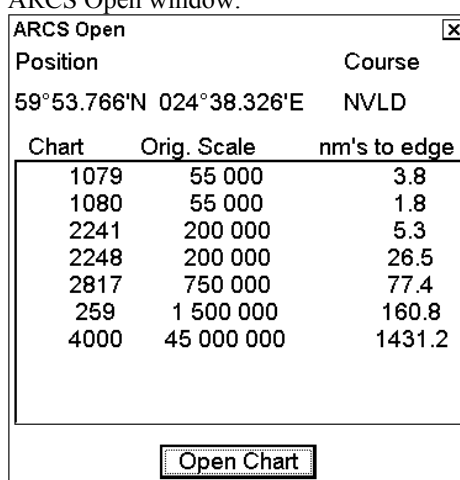 ARCS Open window.
ARCS Open
Position Course
59°53.766'N 024°38.326'E NVLD
Chart Orig. Scale nm's to edge
1079 55 000 3.8
1080 55 000 1.8
2241 200 000 5.3
2248 200 000 26.5
2817 750 000 77.4
259 1 500 000 160.8
4000 45 000 000 1431.2
Open Chart